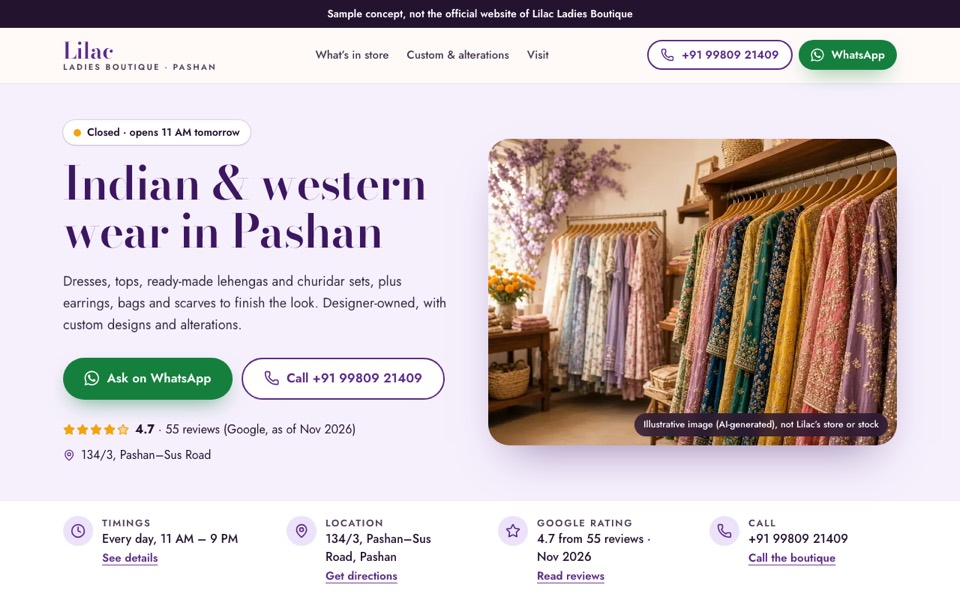 Sample concept, not the official website of Lilac Ladies Boutique
Lilac
LADIES BOUTIQUE · PASHAN
What's in store
Custom & alterations
Visit
+91 99809 21409
WhatsApp
Closed · opens 11 AM tomorrow
Indian & western
wear in Pashan
Dresses, tops, ready-made lehengas and churidar sets, plus
earrings, bags and scarves to finish the look. Designer-owned, with
custom designs and alterations.
Ask on WhatsApp
Call +91 99809 21409
4.7 · 55 reviews (Google, as of Nov 2026)
134/3, Pashan–Sus Road
Illustrative image (AI-generated), not Lilac's store or stock
TIMINGS
Every day, 11 AM – 9 PM
See details
LOCATION
134/3, Pashan–Sus
Road, Pashan
Get directions
GOOGLE RATING
4.7 from 55 reviews ·
Nov 2026
Read reviews
CALL
+91 99809 21409
Call the boutique